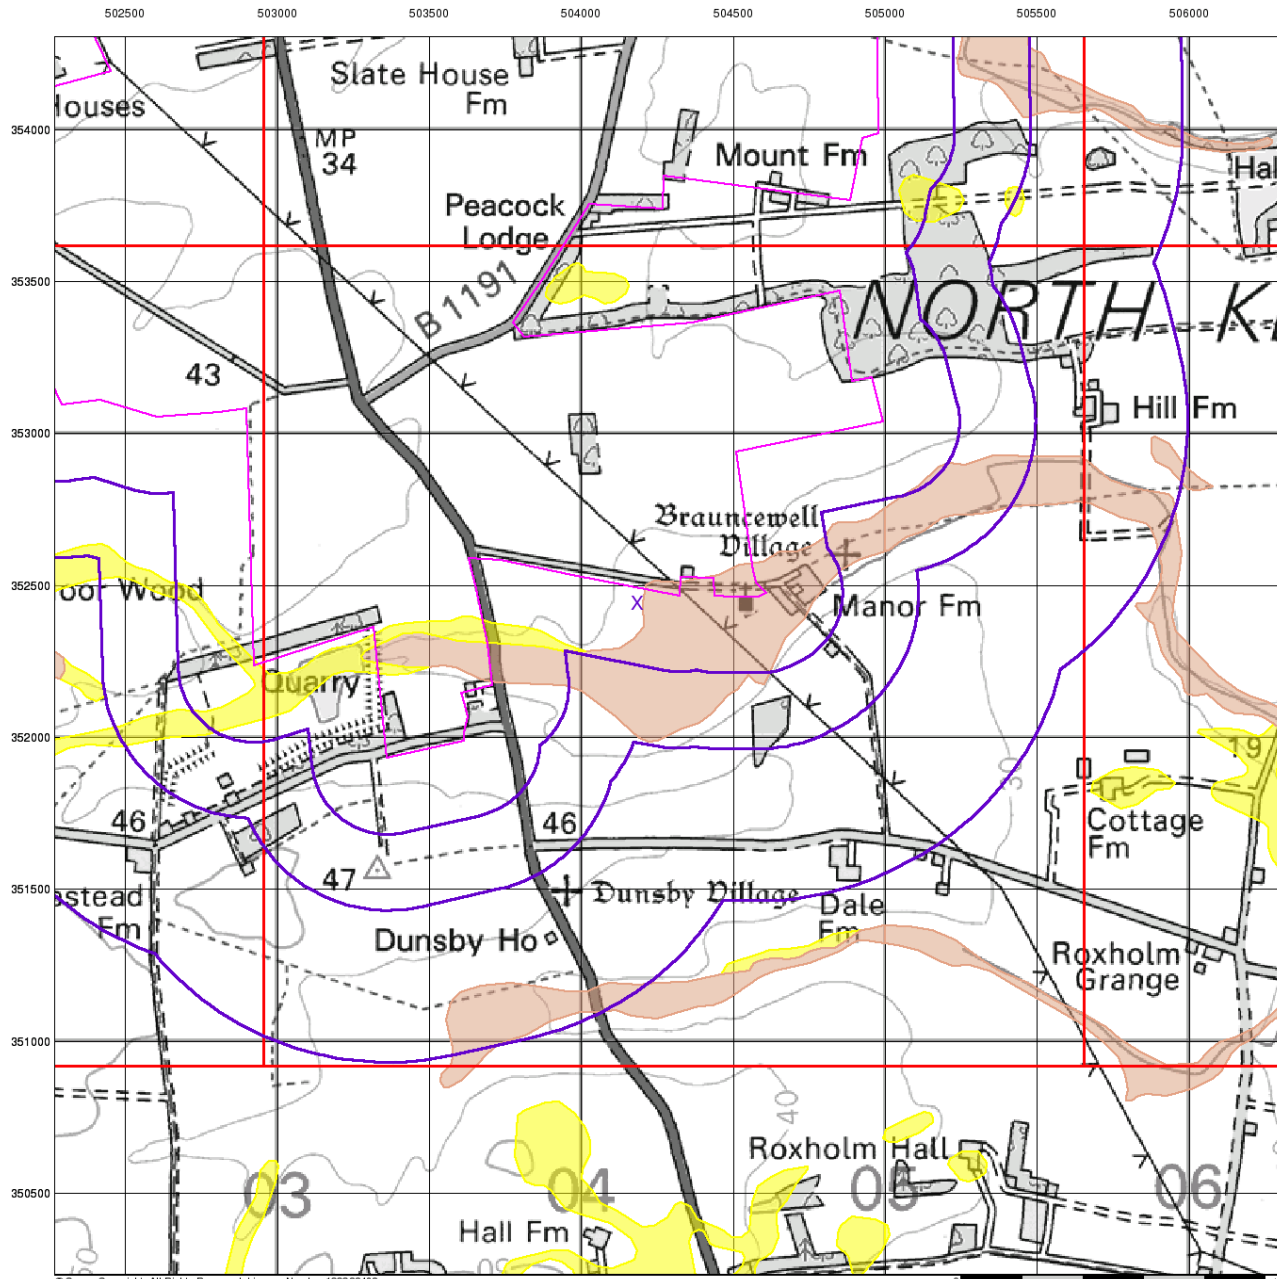 502500 503000 503500 504000 504500 505000 505500 506000
Slate House
Fm
Houses
MP
34
354000
Mount Fm
Hal
Peacock
Lodge
353500
B 1191
NORTH K
43
Hill Fm
353000
Brauncewell
Village
352500
oor Wood
X
Manor Fm
Quarry
352000
19
50
46
46
Cottage
Fm
47
351500
Dunsby Village
stead
Fm
Dale
Fm
Dunsby Ho
Roxholm
Grange
351000
40
Roxholm Hall
350500
03
04
05
06
Hall Fm
50